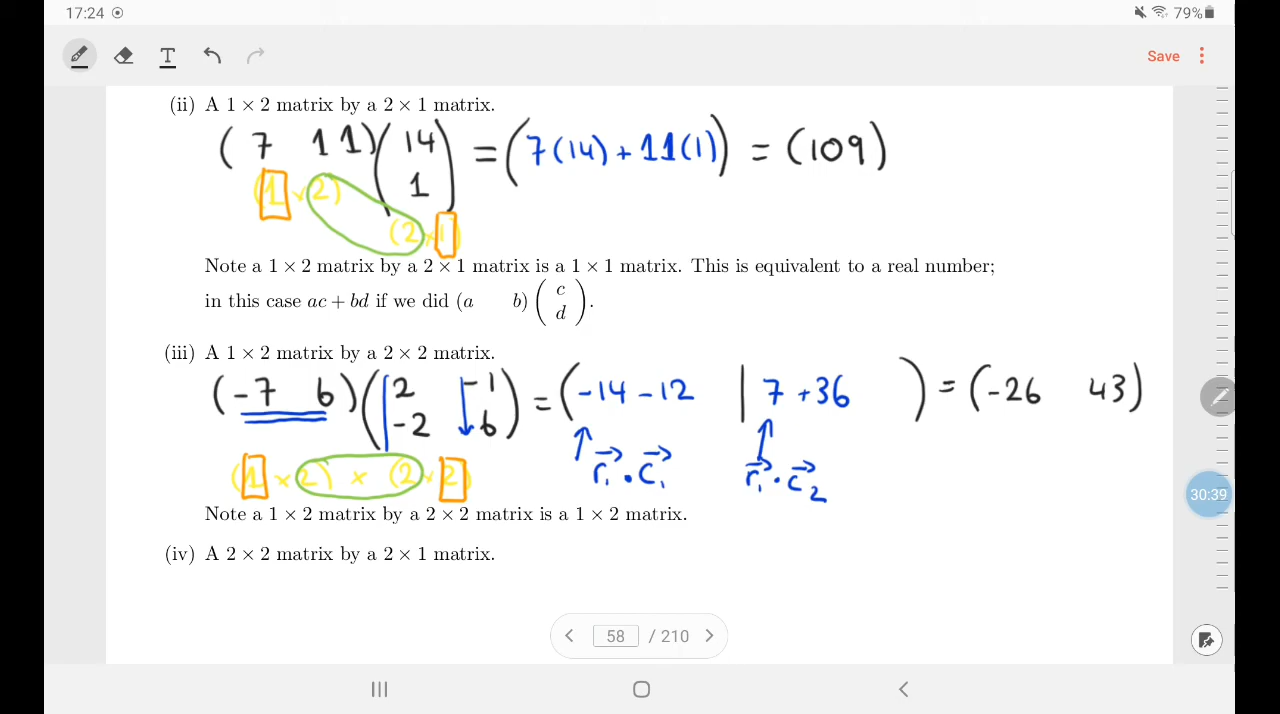 17:24 79%
T Save
(ii) A 1 × 2 matrix by a 2 × 1 matrix.
( 7 11)(14 1) = (7(14) + 11(1)) = (109)
(1 × 2) (2 × 1)
Note a 1 × 2 matrix by a 2 × 1 matrix is a 1 × 1 matrix. This is equivalent to a real number;
in this case ac + bd if we did (a b) ( c d ).
(iii) A 1 × 2 matrix by a 2 × 2 matrix.
(-7 6)(2 -1 -2 6) = (-14 - 12 | 7 + 36 ) = (-26 43)
r⃗₁ · c⃗₁ r⃗₁ · c⃗₂
(1 × 2) × (2 × 2)
30:39
Note a 1 × 2 matrix by a 2 × 2 matrix is a 1 × 2 matrix.
(iv) A 2 × 2 matrix by a 2 × 1 matrix.
< 58 / 210 >